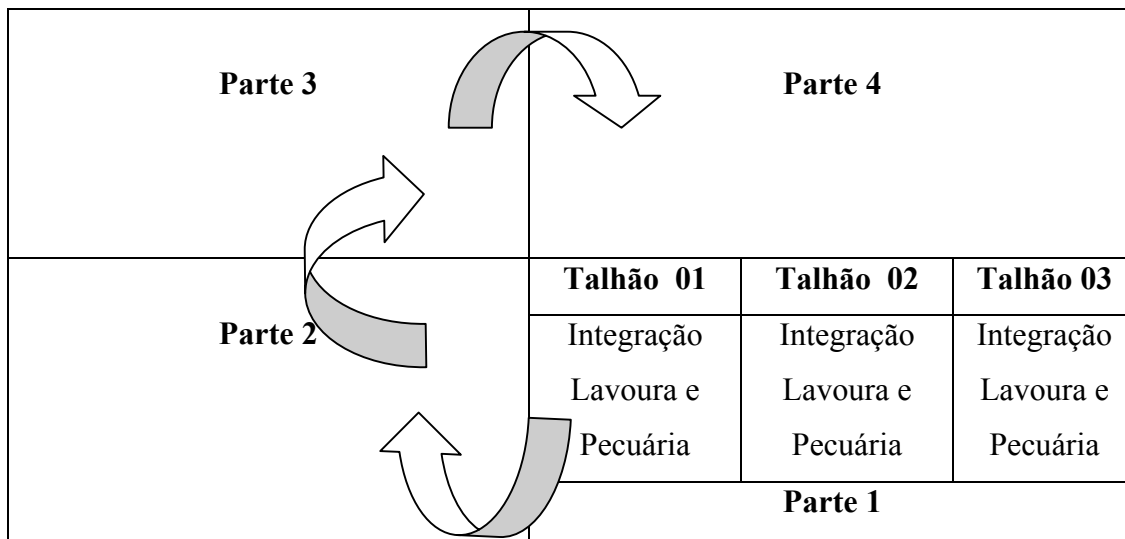 Parte 3
Parte 4
Parte 2
Talhão 01
Talhão 02
Talhão 03
Integração
Lavoura e
Pecuária
Integração
Lavoura e
Pecuária
Integração
Lavoura e
Pecuária
Parte 1